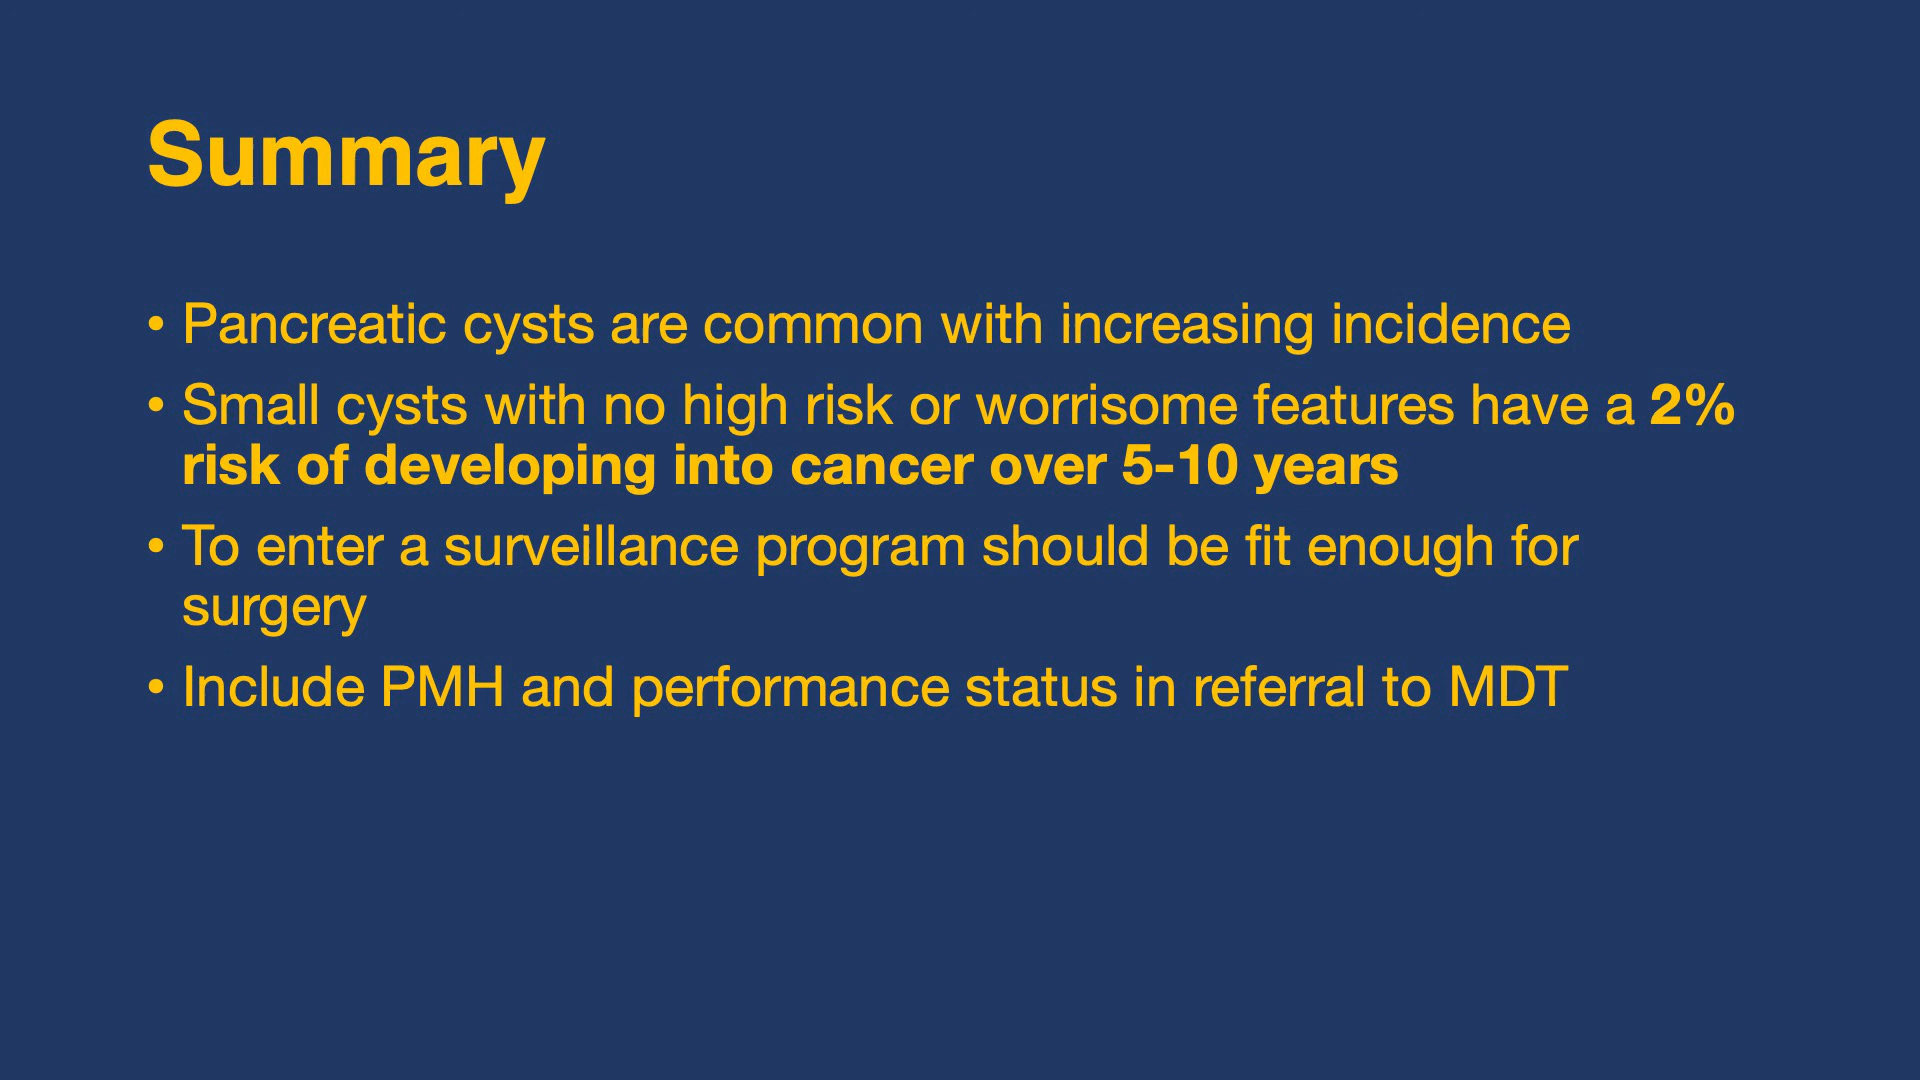 Summary
• Pancreatic cysts are common with increasing incidence
• Small cysts with no high risk or worrisome features have a 2%
risk of developing into cancer over 5-10 years
• To enter a surveillance program should be fit enough for
surgery
• Include PMH and performance status in referral to MDT